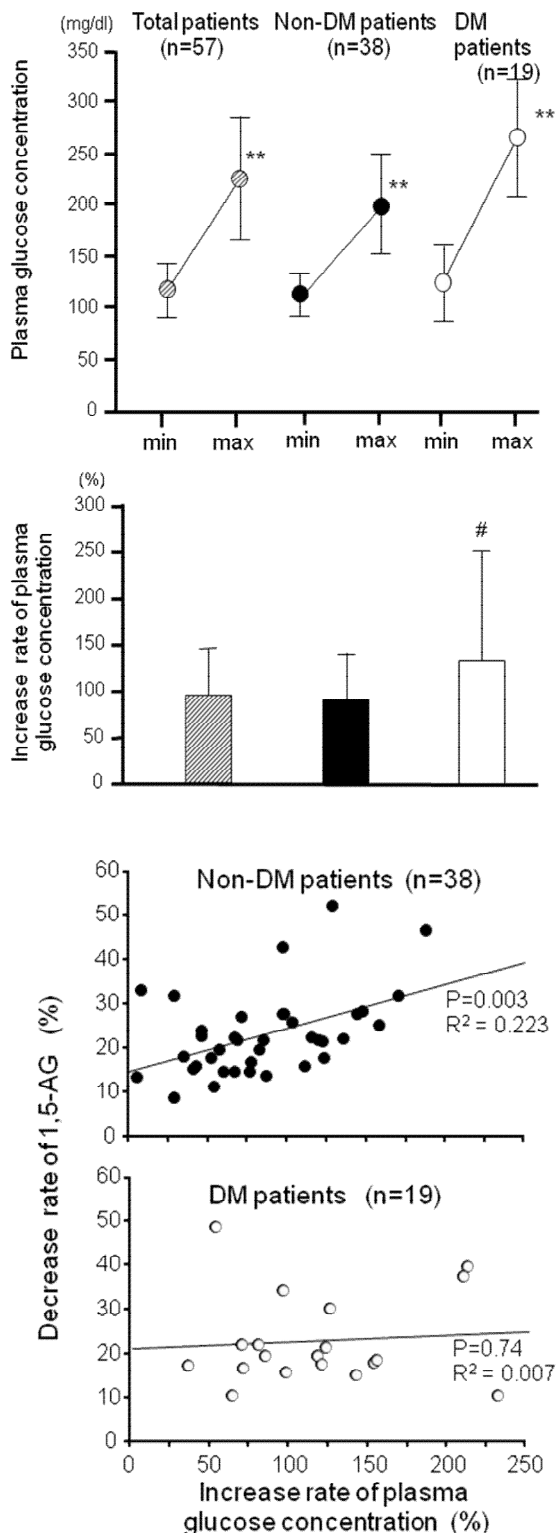 (mg/dl)
Total patients
(n=57)
Non-DM patients
(n=38)
DM
patients
(n=19)
Plasma glucose concentration
350
300
250
200
150
100
50
0
**
**
**
min
max
min
max
min
max
(%)
Increase rate of plasma
glucose concentration
300
250
200
150
100
50
0
#
Decrease rate of 1,5-AG (%)
Non-DM patients (n=38)
60
50
40
30
20
10
0
P=0.003
R² = 0.223
DM patients (n=19)
50
40
30
20
10
0
P=0.74
R² = 0.007
50
100
150
200
250
Increase rate of plasma
glucose concentration (%)